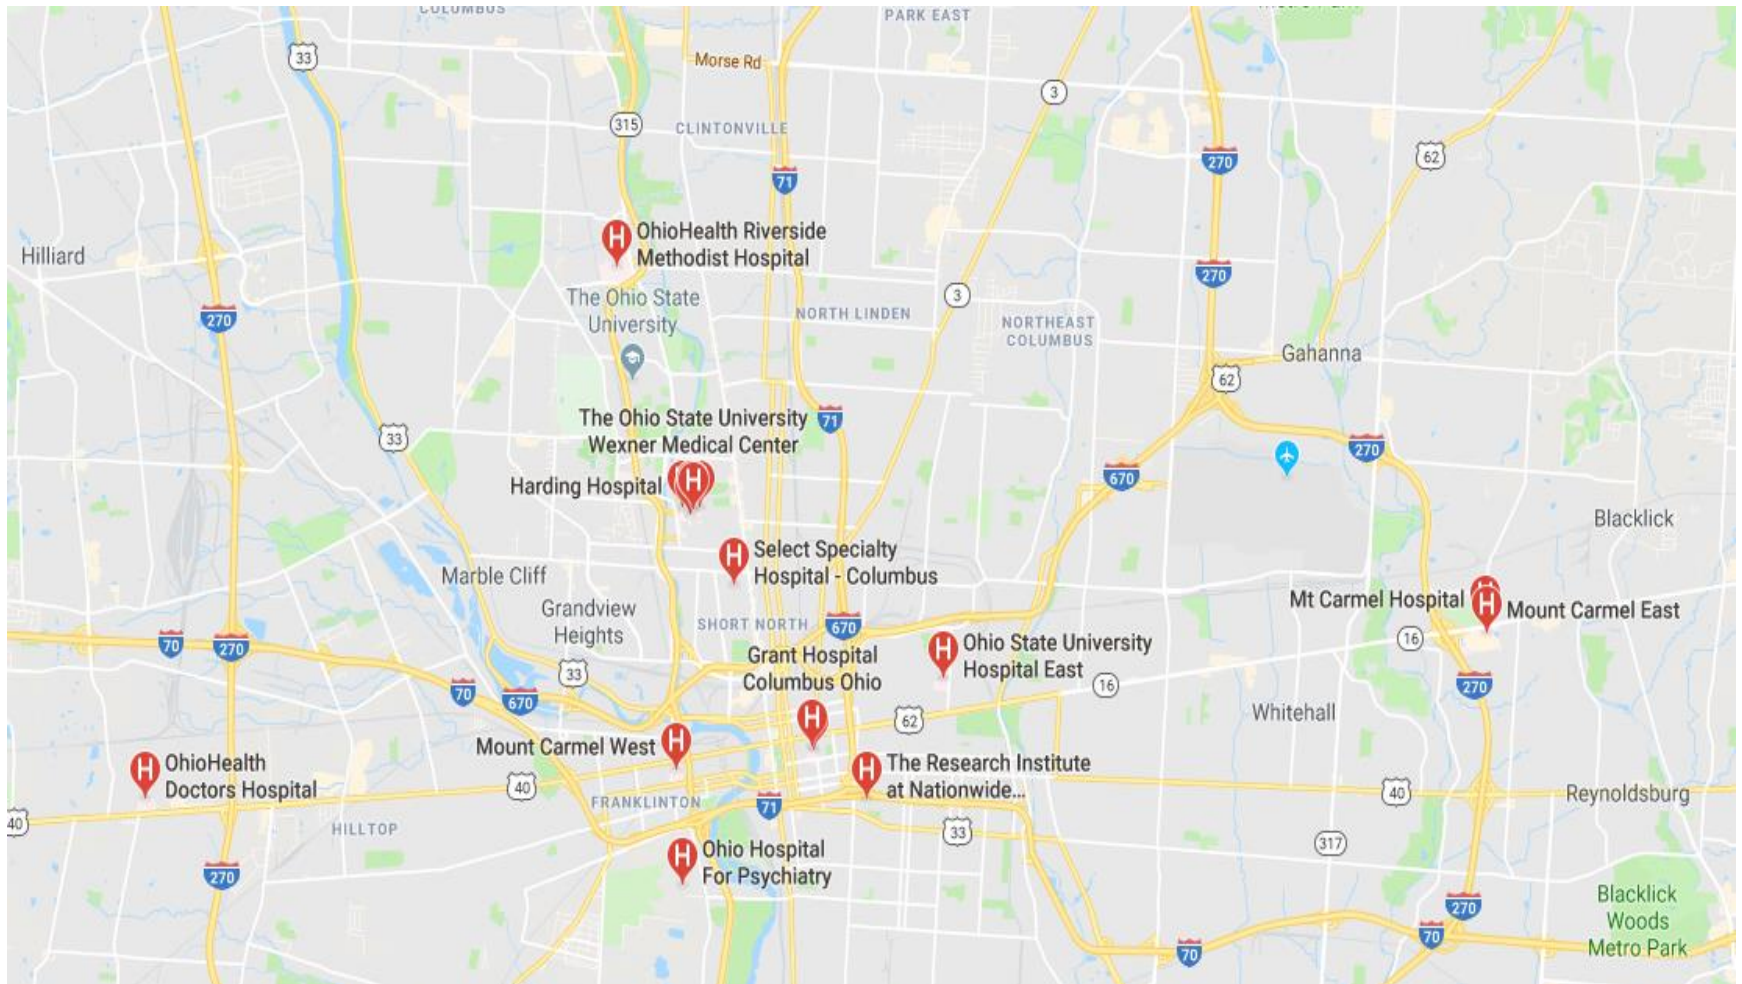 COLUMBUS
PARK EAST
Metro Park
33
Morse Rd
3
315
CLINTONVILLE
270
62
71
OhioHealth Riverside
Methodist Hospital
Hilliard
270
The Ohio State
University
3
NORTH LINDEN
NORTHEAST
COLUMBUS
270
Gahanna
62
The Ohio State University
Wexner Medical Center
71
33
270
670
Harding Hospital
H
H
Blacklick
Select Specialty
Hospital - Columbus
H
Marble Cliff
Grandview
Heights
Mt Carmel Hospital
H
Mount Carmel East
SHORT NORTH
670
16
70
270
Ohio State University
Hospital East
H
Grant Hospital
Columbus Ohio
33
70
670
16
270
62
Whitehall
H
Mount Carmel West
H
OhioHealth
Doctors Hospital
H
The Research Institute
at Nationwide...
H
40
40
Reynoldsburg
FRANKLINTON
71
40
HILLTOP
33
317
Ohio Hospital
For Psychiatry
H
270
Blacklick
Woods
Metro Park
270
70
70